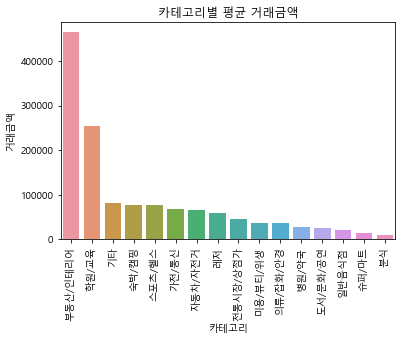 카테고리별 평균 거래금액
거래금액
400000
300000
200000
100000
0
부동산/인테리어
학원/교육
기타
숙박/캠핑
스포츠/헬스
가전/통신
자동차/자전거
레저
전통시장/상점가
미용/뷰티/위생
의류/잡화/안경
병원/약국
도서/문화/공연
일반음식점
슈퍼/마트
분식
카테고리